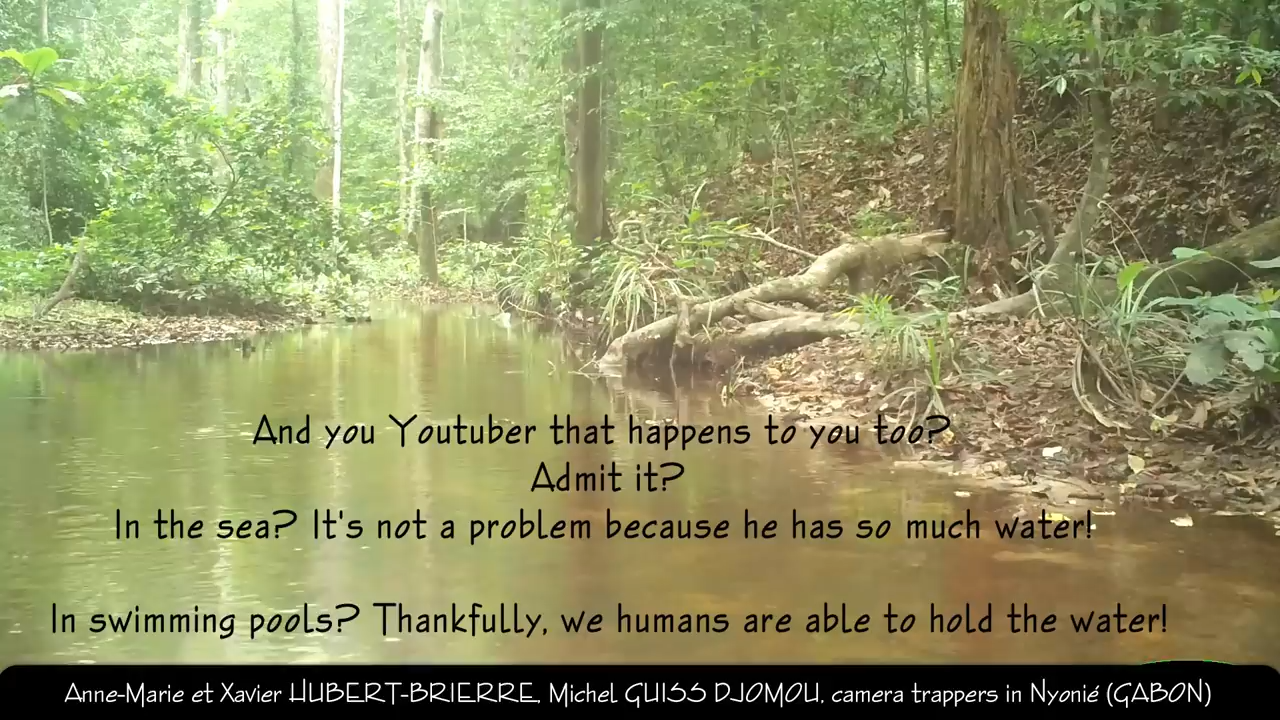 And you Youtuber that happens to you too?
Admit it?
In the sea? It's not a problem because he has so much water!
In swimming pools? Thankfully, we humans are able to hold the water!
Anne-Marie et Xavier HUBERT-BRIERRE, Michel GUISS DJOMOU, camera trappers in Nyonié (GABON)